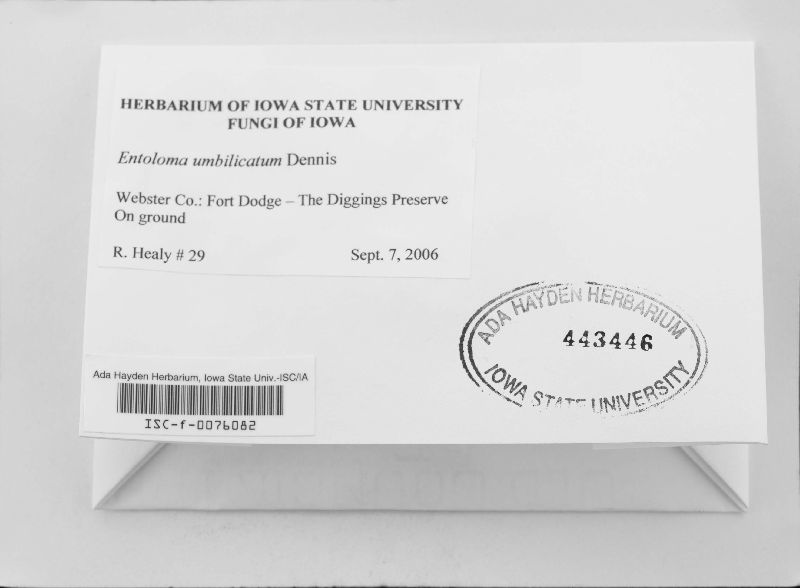 HERBARIUM OF IOWA STATE UNIVERSITY
FUNGI OF IOWA
Entoloma umbilicatum Dennis
Webster Co.: Fort Dodge – The Diggings Preserve
On ground
R. Healy # 29 Sept. 7, 2006
ADA HAYDEN HERBARIUM
443446
IOWA STATE UNIVERSITY
Ada Hayden Herbarium, Iowa State Univ.-ISC/IA
ISC-f-0076082